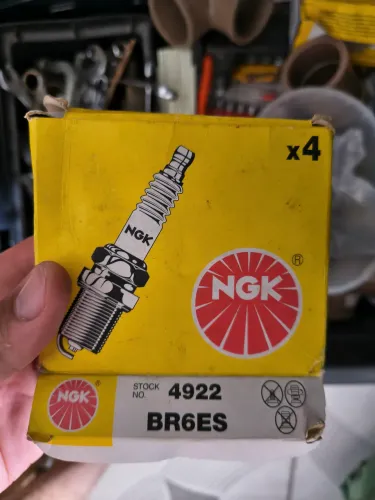 x4
NGK
NGK
®
NGK
STOCK
NO.
4922
BR6ES